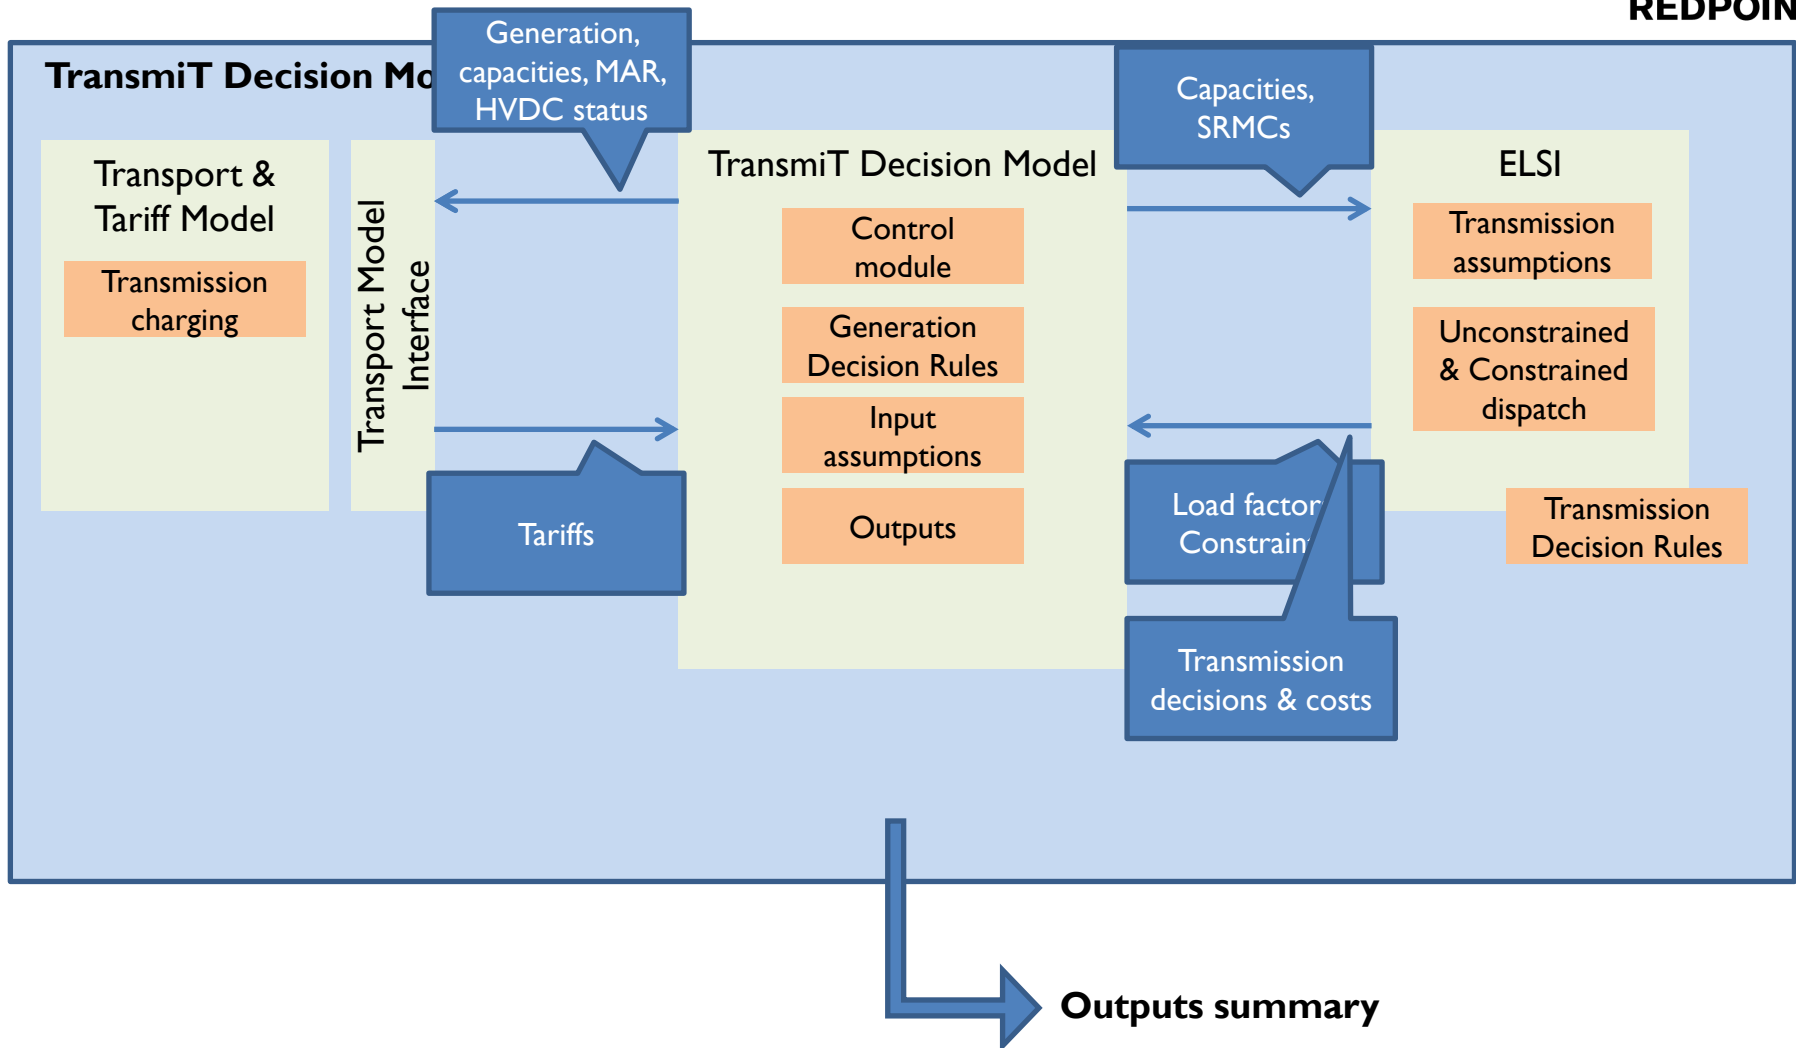 REDPOIN
TransmiT Decision Mo
Generation,
capacities, MAR,
HVDC status
Capacities,
SRMCs
Transport &
Tariff Model
Transmission
charging
Transport Model
Interface
TransmiT Decision Model
Control
module
Generation
Decision Rules
Input
assumptions
Outputs
ELSI
Transmission
assumptions
Unconstrained
& Constrained
dispatch
Transmission
Decision Rules
Tariffs
Load factor
Constrain
Transmission
decisions & costs
Outputs summary